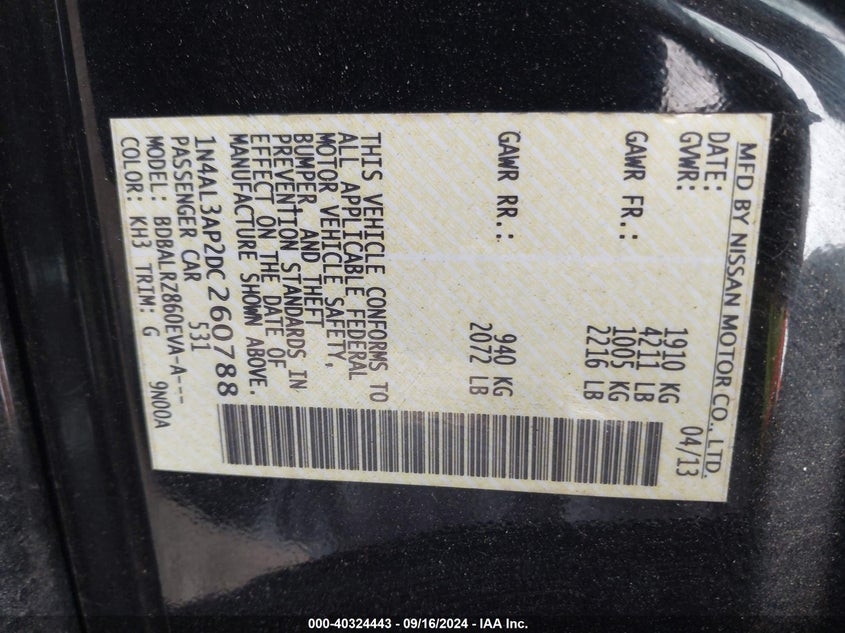 MFD BY NISSAN MOTOR CO., LTD.
DATE: 04/13
GVWR: 1910 KG
4211 LB
GAWR FR.: 1005 KG
2216 LB
GAWR RR.: 940 KG
2072 LB
THIS VEHICLE CONFORMS TO
ALL APPLICABLE FEDERAL
MOTOR VEHICLE SAFETY,
BUMPER, AND THEFT
PREVENTION STANDARDS IN
EFFECT ON THE DATE OF
MANUFACTURE SHOWN ABOVE.
1N4AL3AP2DC260788
PASSENGER CAR 531
MODEL: BDBALRZ860EVA-A---
COLOR: KH3 TRIM: G 9N00A
000-40324443 - 09/16/2024 - IAA Inc.